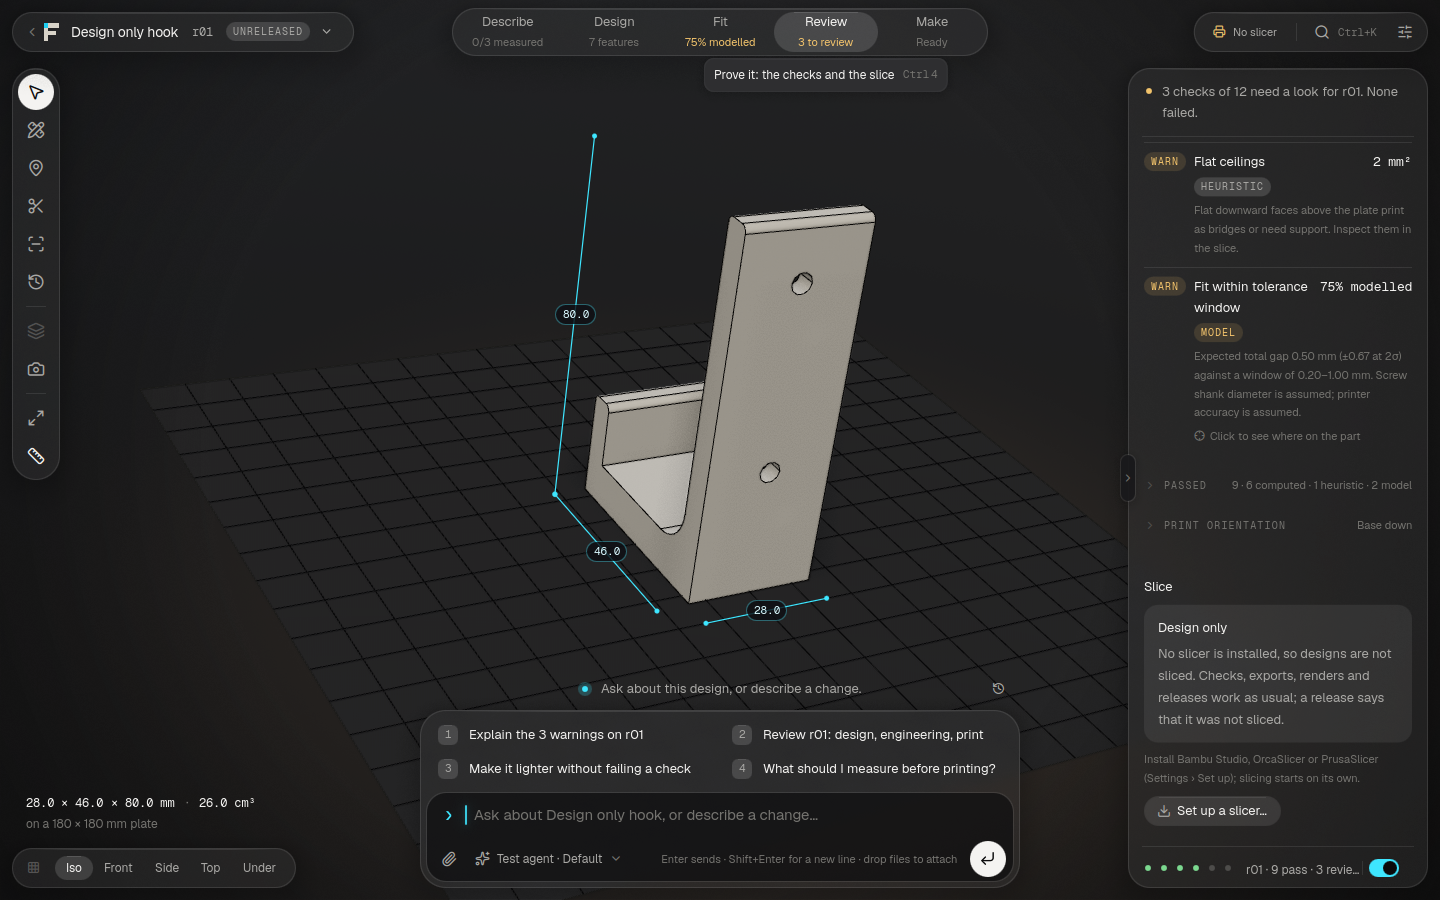 Design only hook r01 UNRELEASED
Describe
0/3 measured
Design
7 features
Fit
75% modelled
Review
3 to review
Make
Ready
No slicer
Ctrl+K
Prove it: the checks and the slice Ctrl 4
3 checks of 12 need a look for r01. None
failed.
WARN Flat ceilings 2 mm²
HEURISTIC
Flat downward faces above the plate print
as bridges or need support. Inspect them in
the slice.
WARN Fit within tolerance 75% modelled
window
MODEL
Expected total gap 0.50 mm (±0.67 at 2σ)
against a window of 0.20–1.00 mm. Screw
shank diameter is assumed; printer
accuracy is assumed.
Click to see where on the part
PASSED 9 · 6 computed · 1 heuristic · 2 model
PRINT ORIENTATION Base down
Slice
Design only
No slicer is installed, so designs are not
sliced. Checks, exports, renders and
releases work as usual; a release says
that it was not sliced.
Install Bambu Studio, OrcaSlicer or PrusaSlicer
(Settings › Set up); slicing starts on its own.
Set up a slicer…
r01 · 9 pass · 3 revie…
80.0
46.0
28.0
Ask about this design, or describe a change.
1 Explain the 3 warnings on r01
2 Review r01: design, engineering, print
3 Make it lighter without failing a check
4 What should I measure before printing?
Ask about Design only hook, or describe a change…
Test agent · Default
Enter sends · Shift+Enter for a new line · drop files to attach
28.0 × 46.0 × 80.0 mm · 26.0 cm³
on a 180 × 180 mm plate
Iso Front Side Top Under